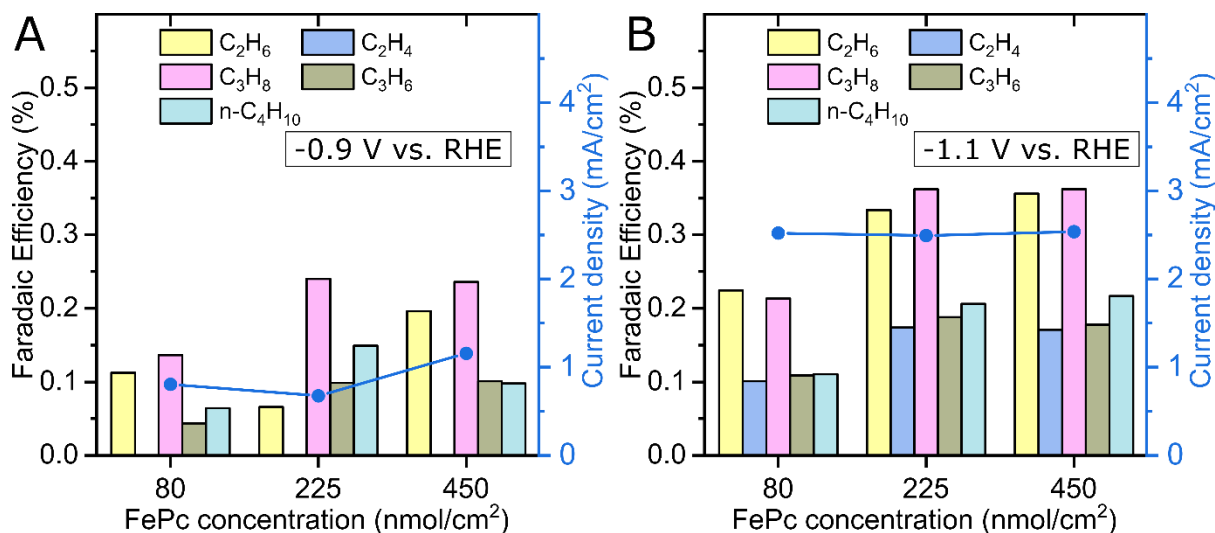 A
C₂H₆
C₂H₄
C₃H₈
C₃H₆
n-C₄H₁₀
-0.9 V vs. RHE
Faradaic Efficiency (%)
0.5
0.4
0.3
0.2
0.1
0.0
80
225
450
FePc concentration (nmol/cm²)
4
3
2
1
0
Current density (mA/cm²)
B
C₂H₆
C₂H₄
C₃H₈
C₃H₆
n-C₄H₁₀
-1.1 V vs. RHE
Faradaic Efficiency (%)
0.5
0.4
0.3
0.2
0.1
0.0
80
225
450
FePc concentration (nmol/cm²)
4
3
2
1
0
Current density (mA/cm²)